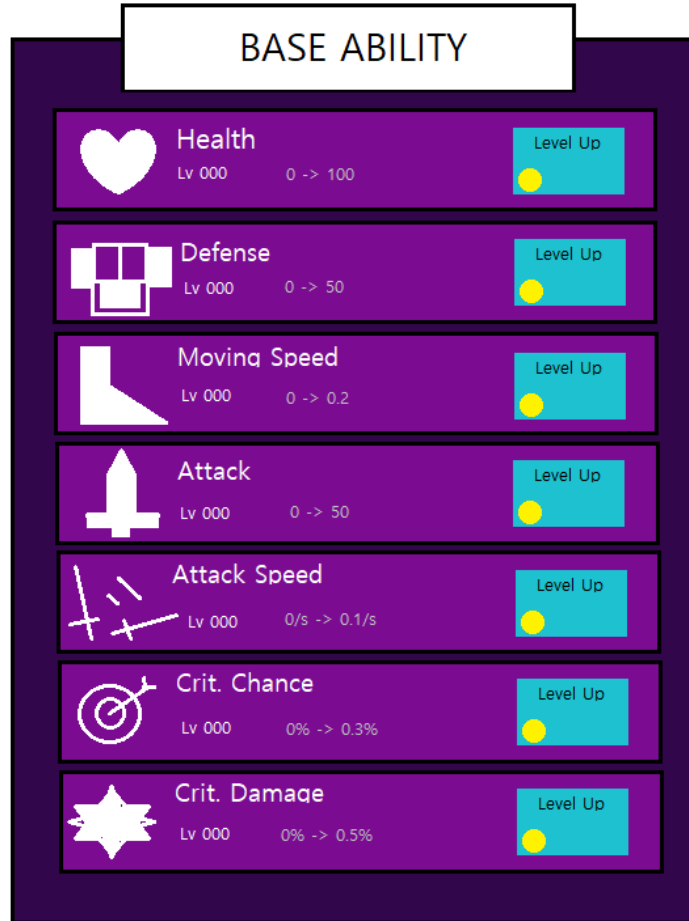 BASE ABILITY
Health
Level Up
Lv 000 0 -> 100
Defense
Level Up
Lv 000 0 -> 50
Moving Speed
Level Up
Lv 000 0 -> 0.2
Attack
Level Up
Lv 000 0 -> 50
Attack Speed
Level Up
Lv 000 0/s -> 0.1/s
Crit. Chance
Level Up
Lv 000 0% -> 0.3%
Crit. Damage
Level Up
Lv 000 0% -> 0.5%